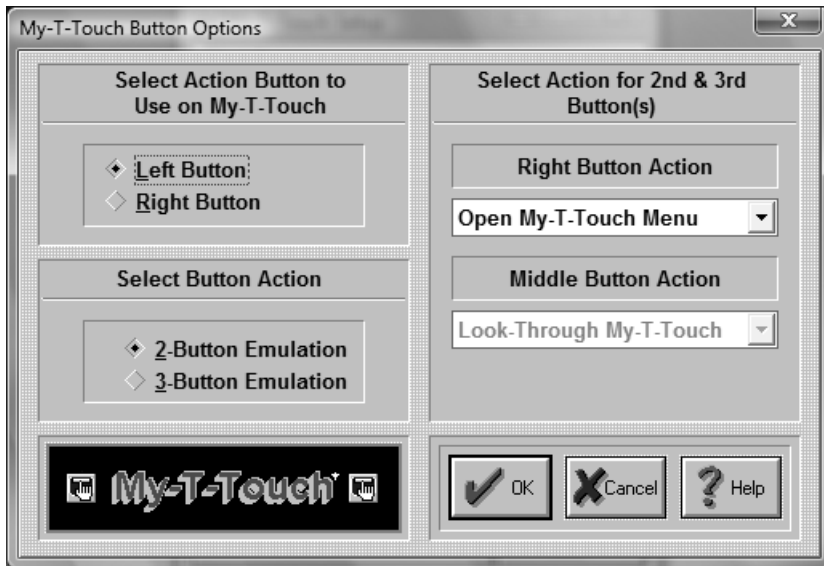 My-T-Touch Button Options
Select Action Button to
Use on My-T-Touch
Left Button
Right Button
Select Button Action
2-Button Emulation
3-Button Emulation
My-T-Touch
Select Action for 2nd & 3rd
Button(s)
Right Button Action
Open My-T-Touch Menu
Middle Button Action
Look-Through My-T-Touch
OK
Cancel
Help